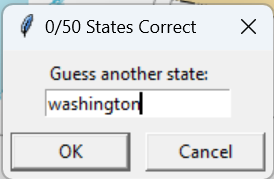 0/50 States Correct
Guess another state:
washington
OK
Cancel